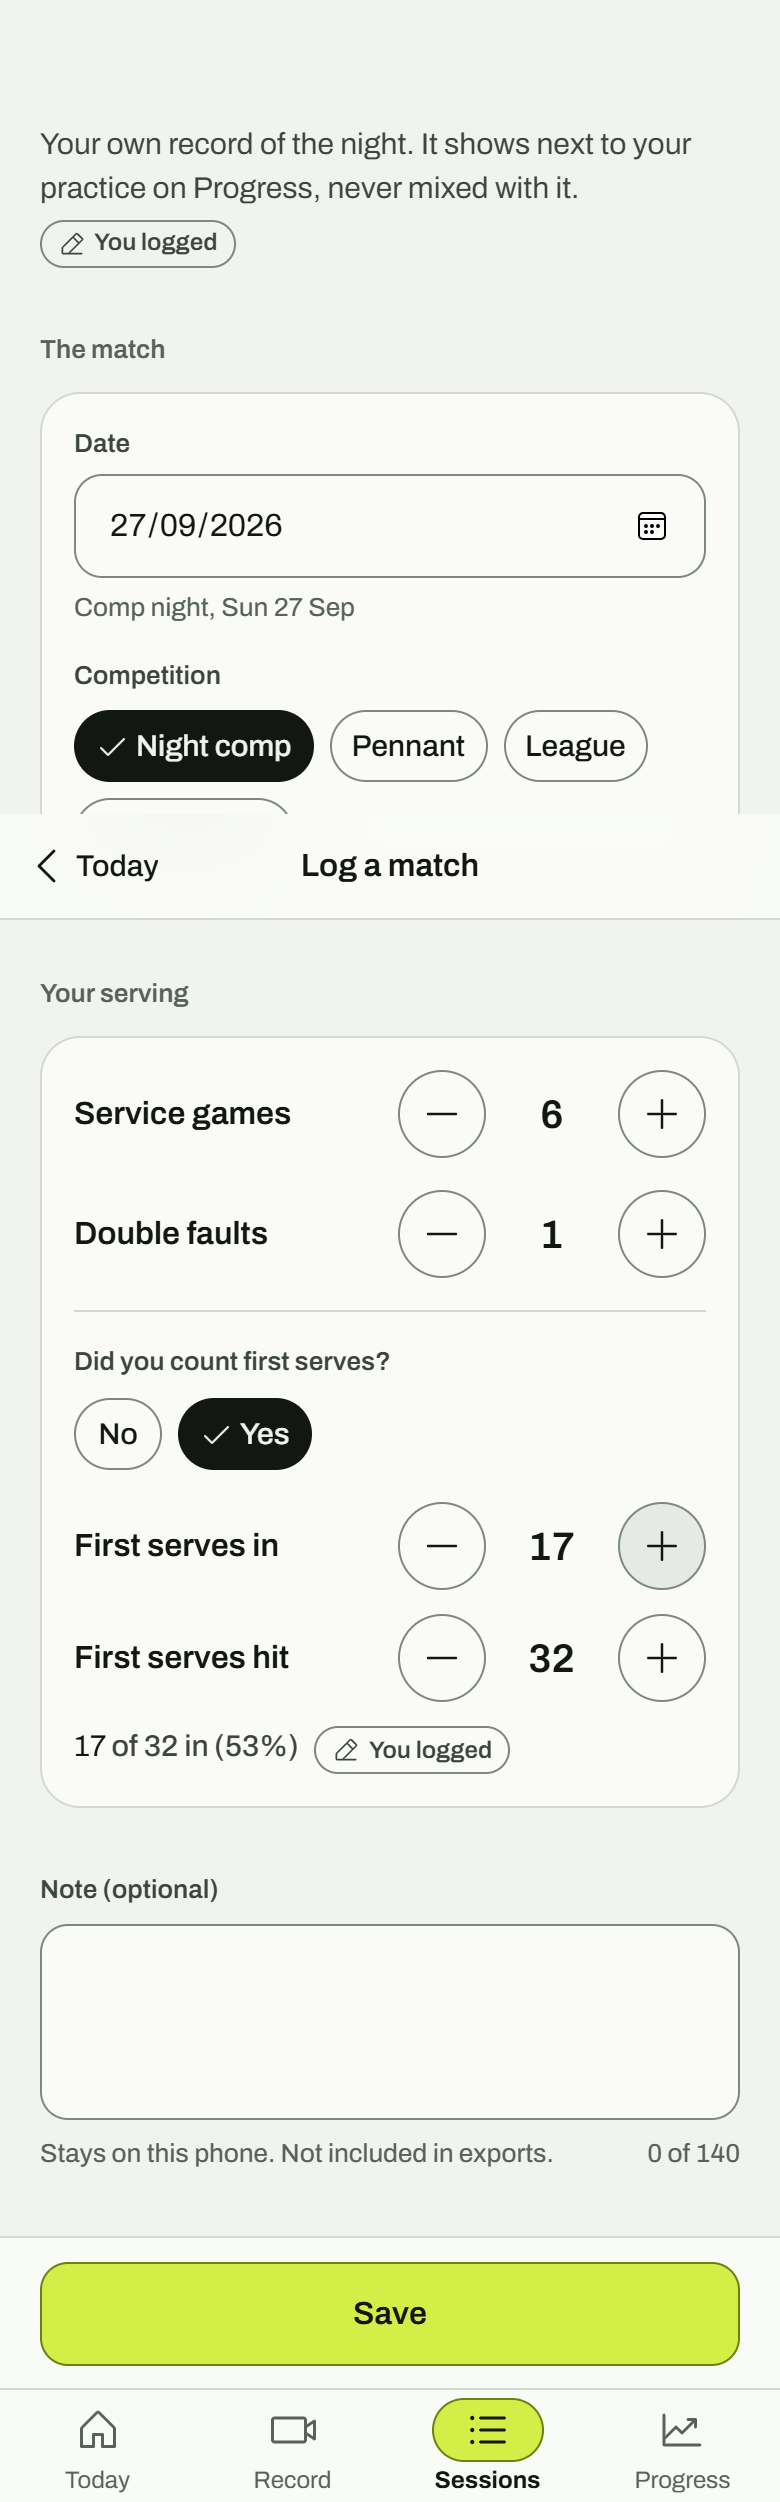 Your own record of the night. It shows next to your
practice on Progress, never mixed with it.
You logged
The match
Date
27/09/2026
Comp night, Sun 27 Sep
Competition
Night comp
Pennant
League
Today
Log a match
Your serving
Service games
6
Double faults
1
Did you count first serves?
No
Yes
First serves in
17
First serves hit
32
17 of 32 in (53%)
You logged
Note (optional)
Stays on this phone. Not included in exports.
0 of 140
Save
Today
Record
Sessions
Progress